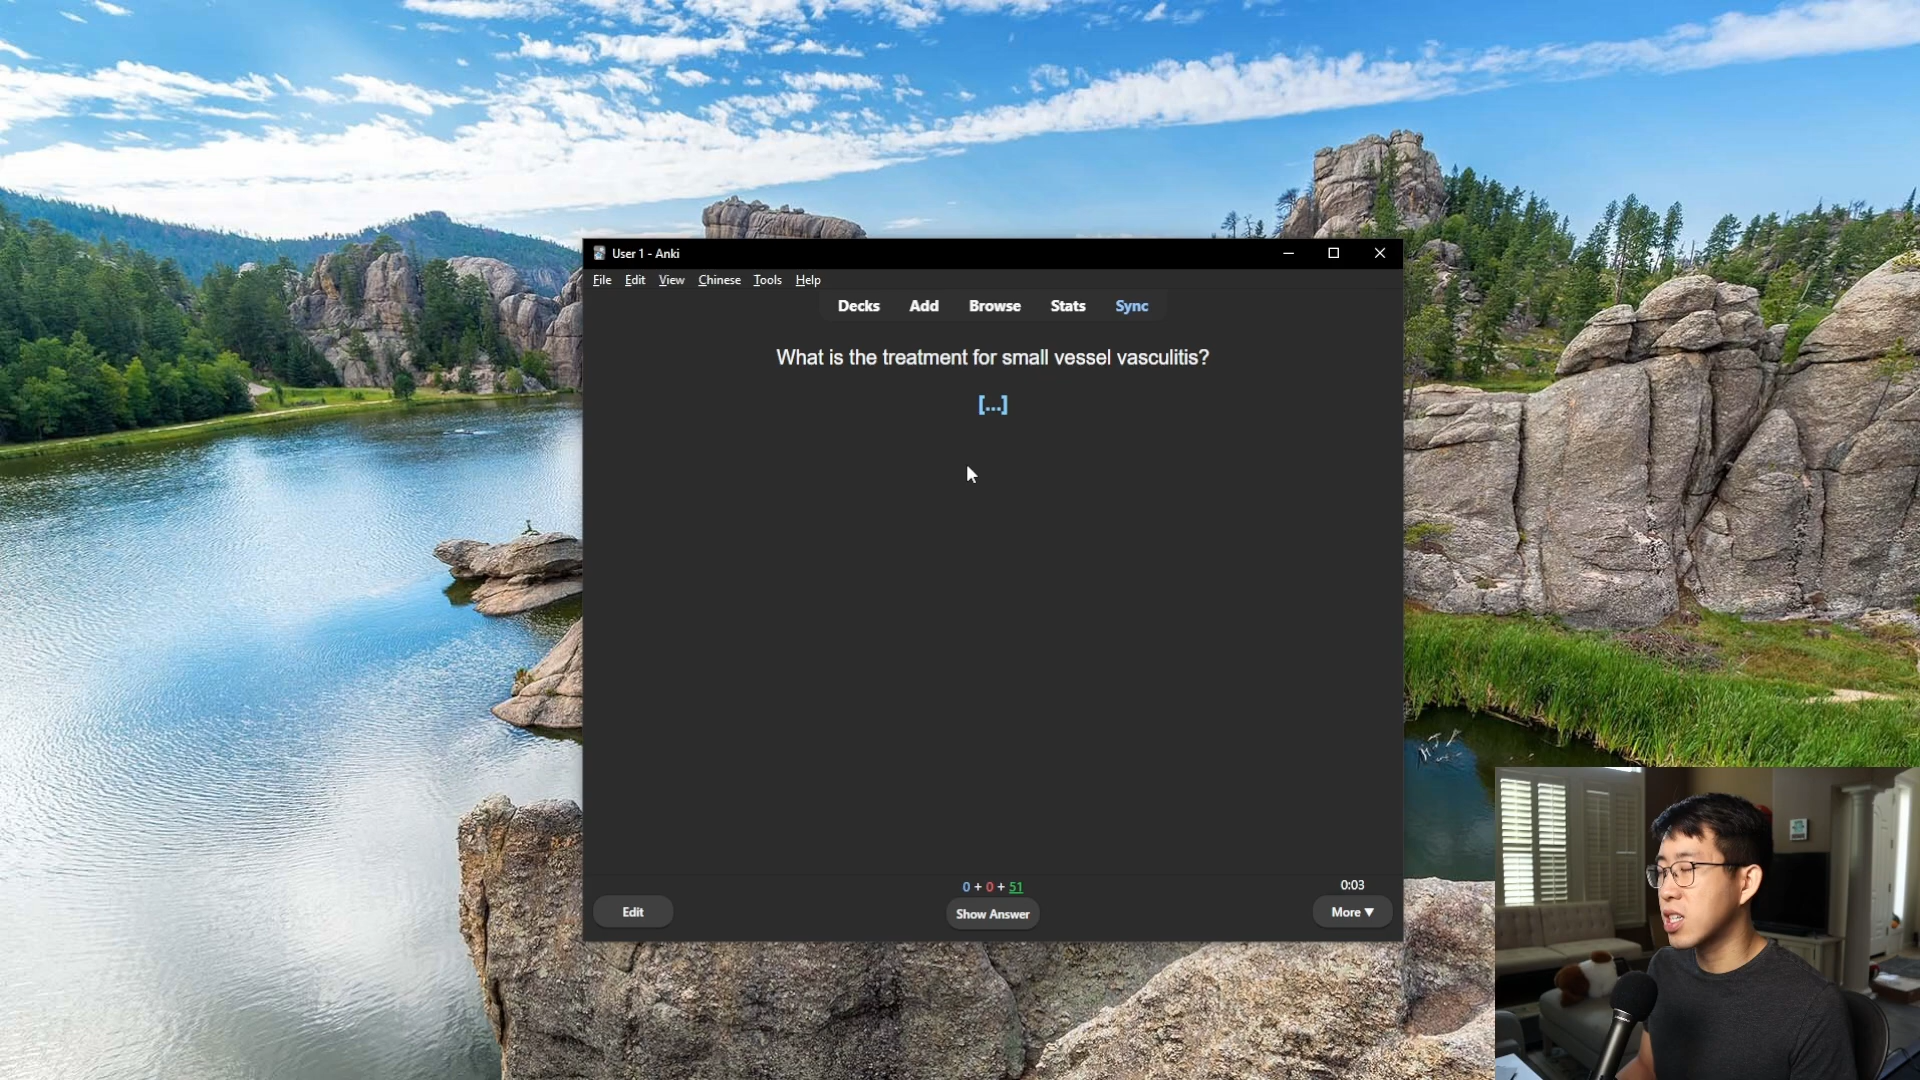 User 1 - Anki
File Edit View Chinese Tools Help
Decks Add Browse Stats Sync
What is the treatment for small vessel vasculitis?
[...]
0 + 0 + 51
0:03
Edit
Show Answer
More ▼